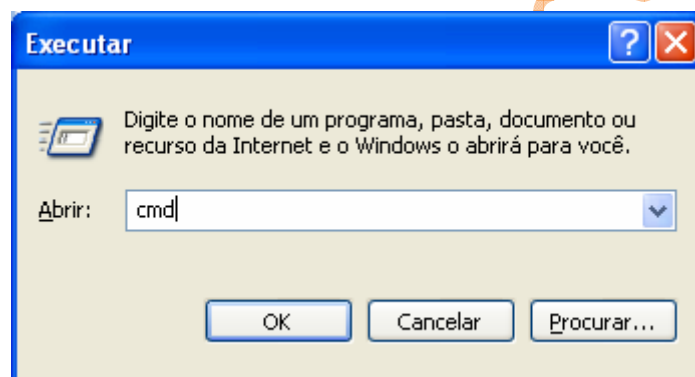 Executar
Digite o nome de um programa, pasta, documento ou
recurso da Internet e o Windows o abrirá para você.
Abrir: cmd
OK Cancelar Procurar...